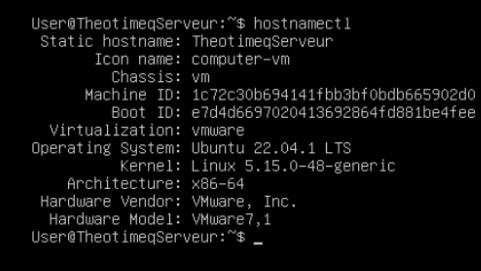 User@TheotimeqServeur:~$ hostnamectl
Static hostname: TheotimeqServeur
Icon name: computer-vm
Chassis: vm
Machine ID: 1c72c30b694141fbb3bf0bdb665902d0
Boot ID: e7d4d6697020413692864fd881be4fee
Virtualization: vmware
Operating System: Ubuntu 22.04.1 LTS
Kernel: Linux 5.15.0-48-generic
Architecture: x86-64
Hardware Vendor: VMware, Inc.
Hardware Model: VMware7,1
User@TheotimeqServeur:~$ _